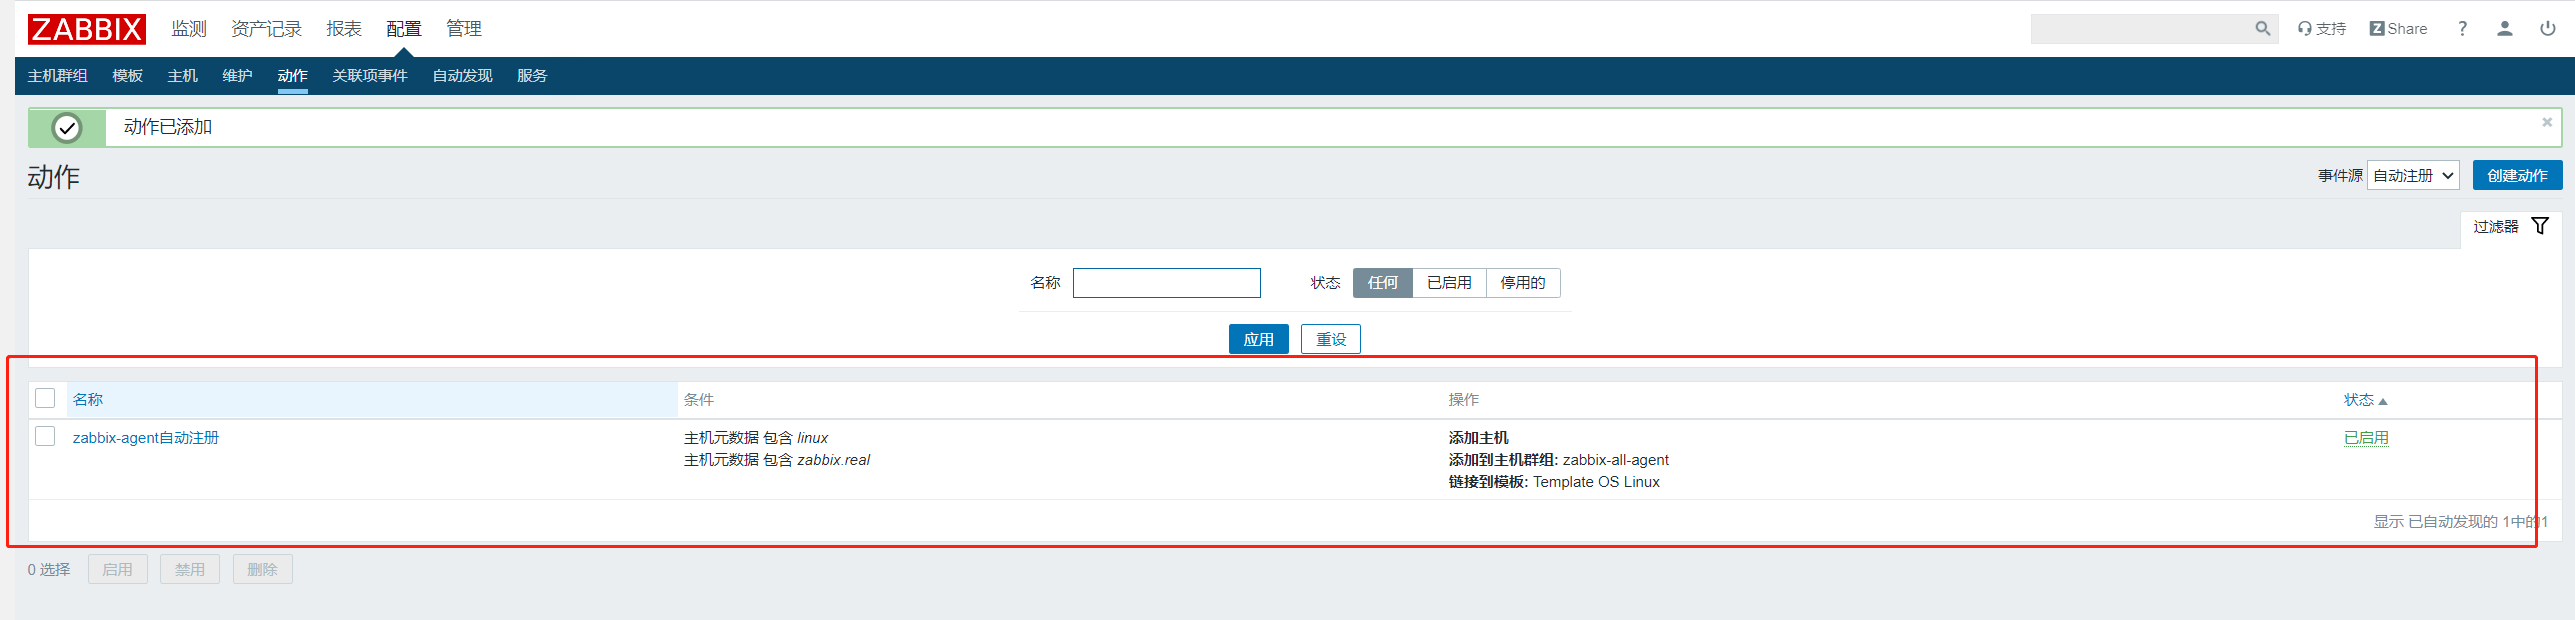 ZABBIX 监测 资产记录 报表 配置 管理 支持 Z Share ?
主机群组 模板 主机 维护 动作 关联项事件 自动发现 服务
动作已添加
动作 事件源 自动注册 创建动作
过滤器
名称 状态 任何 已启用 停用的
应用 重设
名称 条件 操作 状态
zabbix-agent自动注册 主机元数据 包含 linux 添加主机 已启用
主机元数据 包含 zabbix.real 添加到主机群组: zabbix-all-agent
链接到模板: Template OS Linux
显示 已自动发现的 1中的1
0 选择 启用 禁用 删除